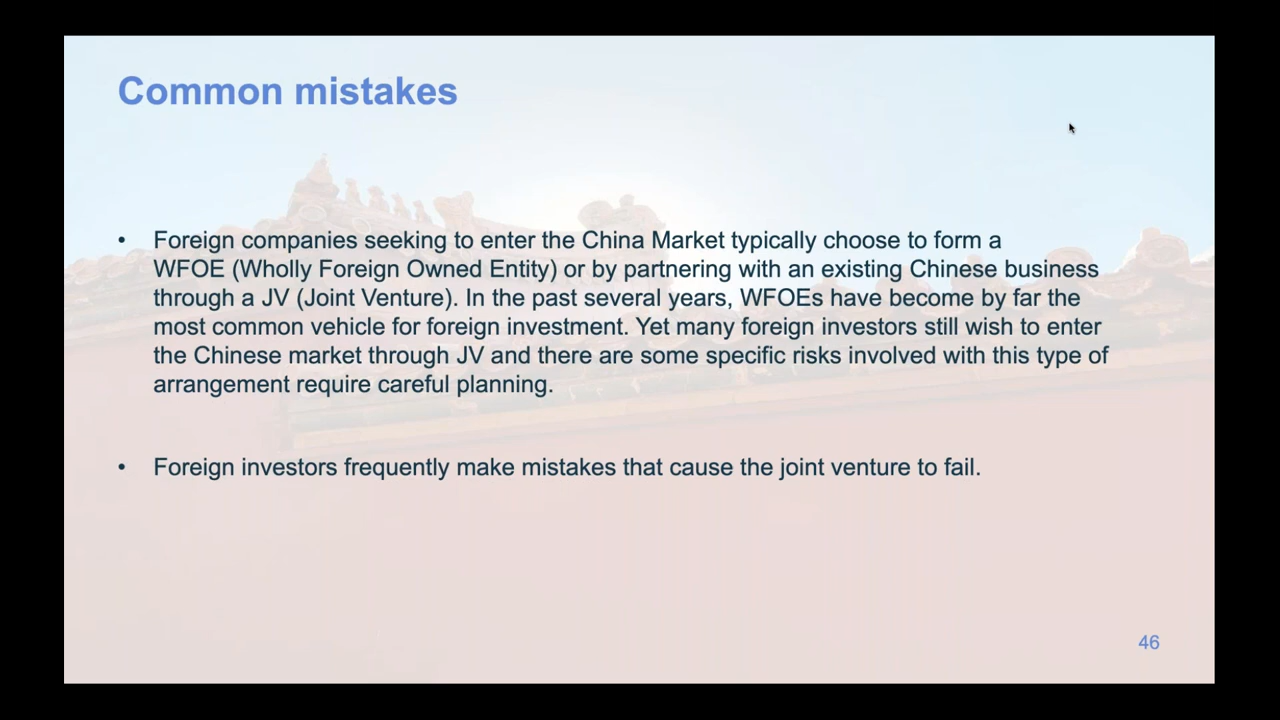 Common mistakes
• Foreign companies seeking to enter the China Market typically choose to form a
WFOE (Wholly Foreign Owned Entity) or by partnering with an existing Chinese business
through a JV (Joint Venture). In the past several years, WFOEs have become by far the
most common vehicle for foreign investment. Yet many foreign investors still wish to enter
the Chinese market through JV and there are some specific risks involved with this type of
arrangement require careful planning.
• Foreign investors frequently make mistakes that cause the joint venture to fail.
46